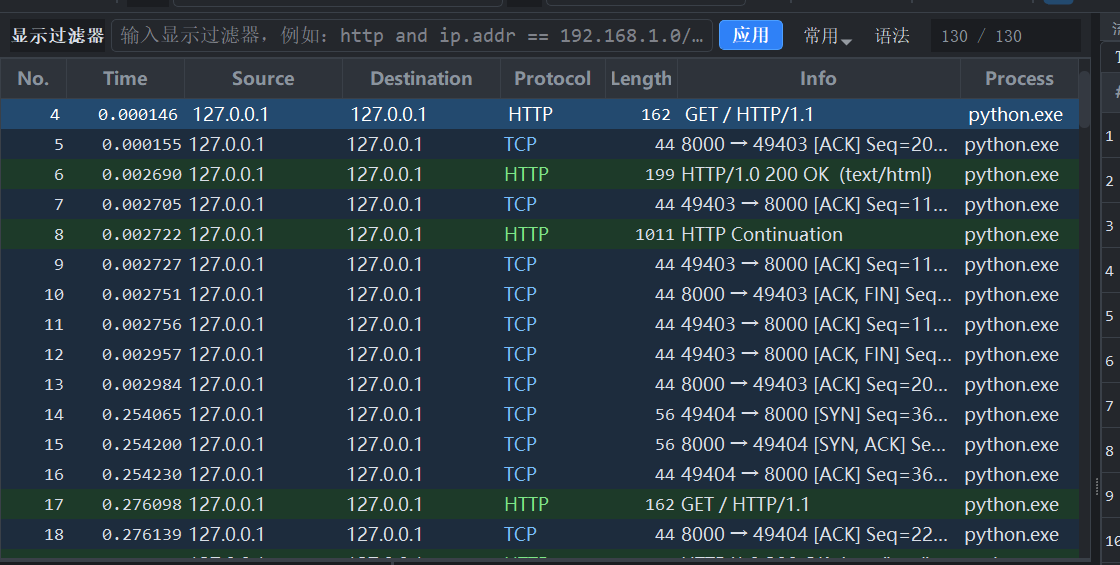 显示过滤器 输入显示过滤器，例如：http and ip.addr == 192.168.1.0/… 应用 常用 语法 130 / 130
No. Time Source Destination Protocol Length Info Process
4 0.000146 127.0.0.1 127.0.0.1 HTTP 162 GET / HTTP/1.1 python.exe
5 0.000155 127.0.0.1 127.0.0.1 TCP 44 8000 → 49403 [ACK] Seq=20… python.exe
6 0.002690 127.0.0.1 127.0.0.1 HTTP 199 HTTP/1.0 200 OK (text/html) python.exe
7 0.002705 127.0.0.1 127.0.0.1 TCP 44 49403 → 8000 [ACK] Seq=11… python.exe
8 0.002722 127.0.0.1 127.0.0.1 HTTP 1011 HTTP Continuation python.exe
9 0.002727 127.0.0.1 127.0.0.1 TCP 44 49403 → 8000 [ACK] Seq=11… python.exe
10 0.002751 127.0.0.1 127.0.0.1 TCP 44 8000 → 49403 [ACK, FIN] Seq… python.exe
11 0.002756 127.0.0.1 127.0.0.1 TCP 44 49403 → 8000 [ACK] Seq=11… python.exe
12 0.002957 127.0.0.1 127.0.0.1 TCP 44 49403 → 8000 [ACK, FIN] Seq… python.exe
13 0.002984 127.0.0.1 127.0.0.1 TCP 44 8000 → 49403 [ACK] Seq=20… python.exe
14 0.254065 127.0.0.1 127.0.0.1 TCP 56 49404 → 8000 [SYN] Seq=36… python.exe
15 0.254200 127.0.0.1 127.0.0.1 TCP 56 8000 → 49404 [SYN, ACK] Se… python.exe
16 0.254230 127.0.0.1 127.0.0.1 TCP 44 49404 → 8000 [ACK] Seq=36… python.exe
17 0.276098 127.0.0.1 127.0.0.1 HTTP 162 GET / HTTP/1.1 python.exe
18 0.276139 127.0.0.1 127.0.0.1 TCP 44 8000 → 49404 [ACK] Seq=22… python.exe
1
2
3
4
5
6
7
8
9
10